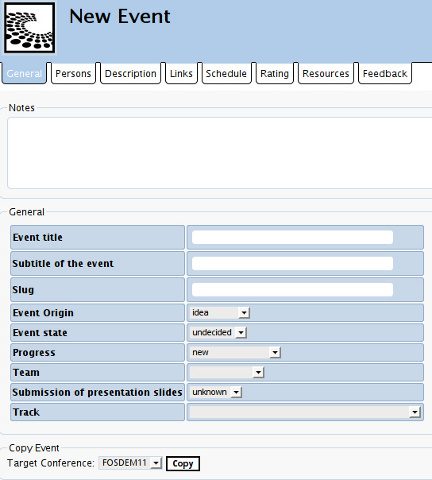 New Event
General Persons Description Links Schedule Rating Resources Feedback
Notes
General
Event title
Subtitle of the event
Slug
Event Origin idea
Event state undecided
Progress new
Team
Submission of presentation slides unknown
Track
Copy Event
Target Conference: FOSDEM11 Copy